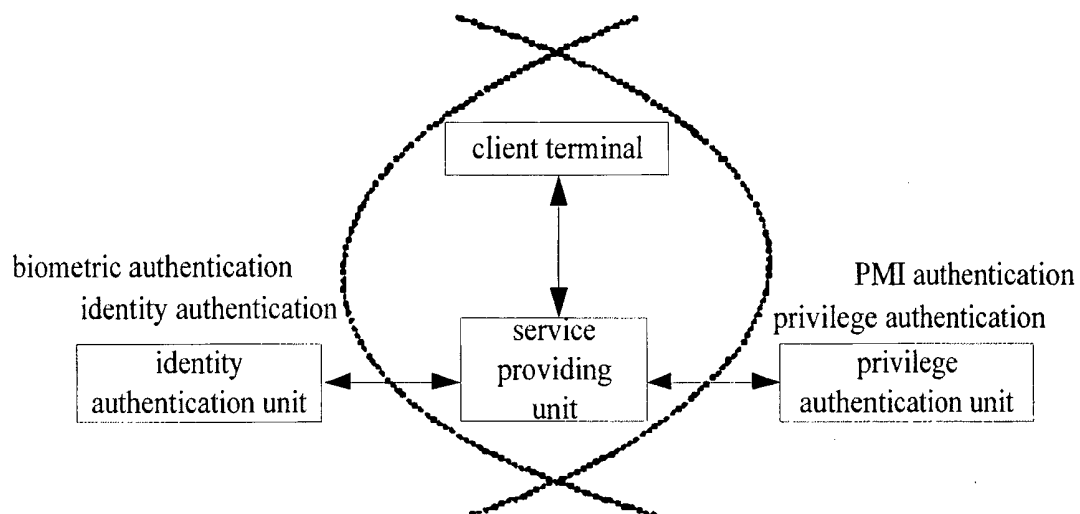 client terminal
biometric authentication
identity authentication
PMI authentication
privilege authentication
identity
authentication unit
service
providing
unit
privilege
authentication unit